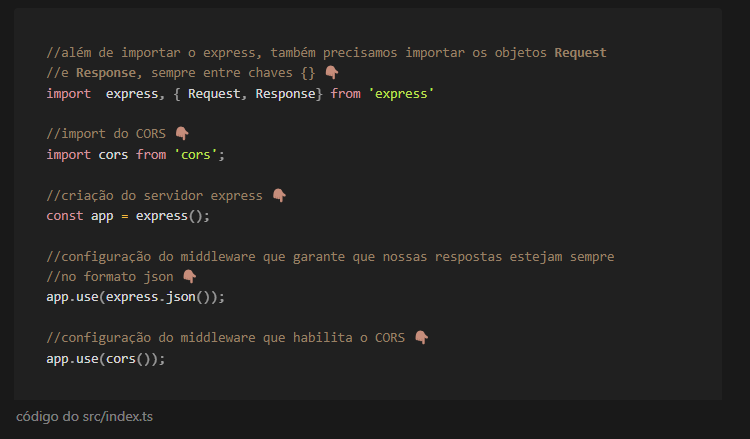 //além de importar o express, também precisamos importar os objetos Request
//e Response, sempre entre chaves {} 👇🏽
import  express, { Request, Response} from 'express'
//import do CORS 👇🏽
import cors from 'cors';
//criação do servidor express 👇🏽
const app = express();
//configuração do middleware que garante que nossas respostas estejam sempre
//no formato json 👇🏽
app.use(express.json());
//configuração do middleware que habilita o CORS 👇🏽
app.use(cors());
código do src/index.ts